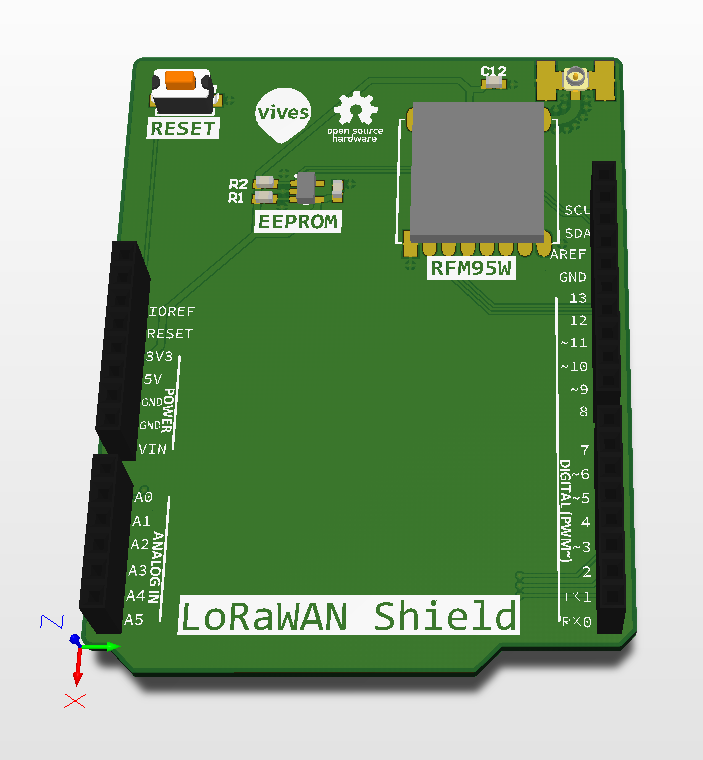 C12
RESET
vives
open source
hardware
R2
R1
EEPROM
RFM95W
SCL
SDA
AREF
GND
13
12
~11
~10
~9
8
7
~6
~5
4
~3
2
RX0
DIGITAL (PWM~)
IOREF
RESET
3V3
5V
GND
GND
VIN
POWER
A0
A1
A2
A3
A4
A5
ANALOG IN
LoRaWAN Shield
Z
X